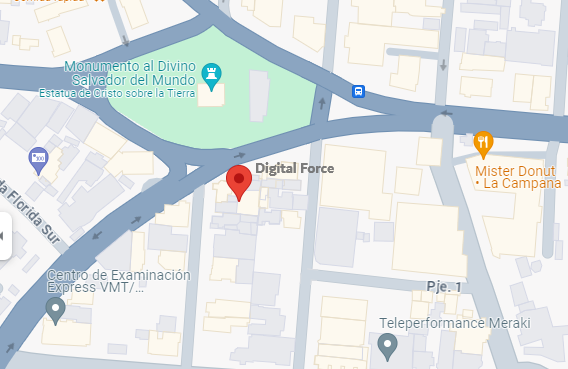 Monumento al Divino
Salvador del Mundo
Estatua de Cristo sobre la Tierra
Digital Force
Mister Donut
• La Campana
Florida Sur
Centro de Examinación
Express VMT/...
Pje. 1
Teleperformance Meraki